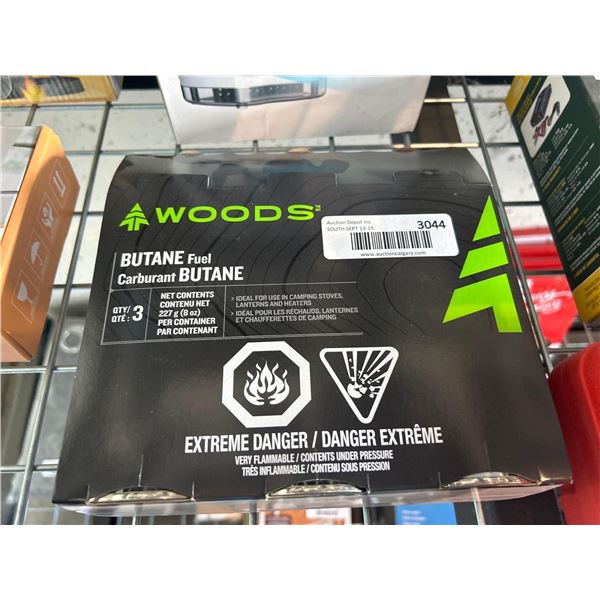 WOODS™
Auction Depot Inc
SOUTH SEPT 13-19
3044
www.auctioncalgary.com
BUTANE Fuel
Carburant BUTANE
QTY/
QTÉ : 3
NET CONTENTS
CONTENU NET
227 g (8 oz)
PER CONTAINER
PAR CONTENANT
> IDEAL FOR USE IN CAMPING STOVES,
LANTERNS AND HEATERS
> IDÉAL POUR LES RÉCHAUDS, LANTERNES
ET CHAUFFERETTES DE CAMPING
EXTREME DANGER / DANGER EXTRÊME
VERY FLAMMABLE / CONTENTS UNDER PRESSURE
TRÈS INFLAMMABLE / CONTENU SOUS PRESSION